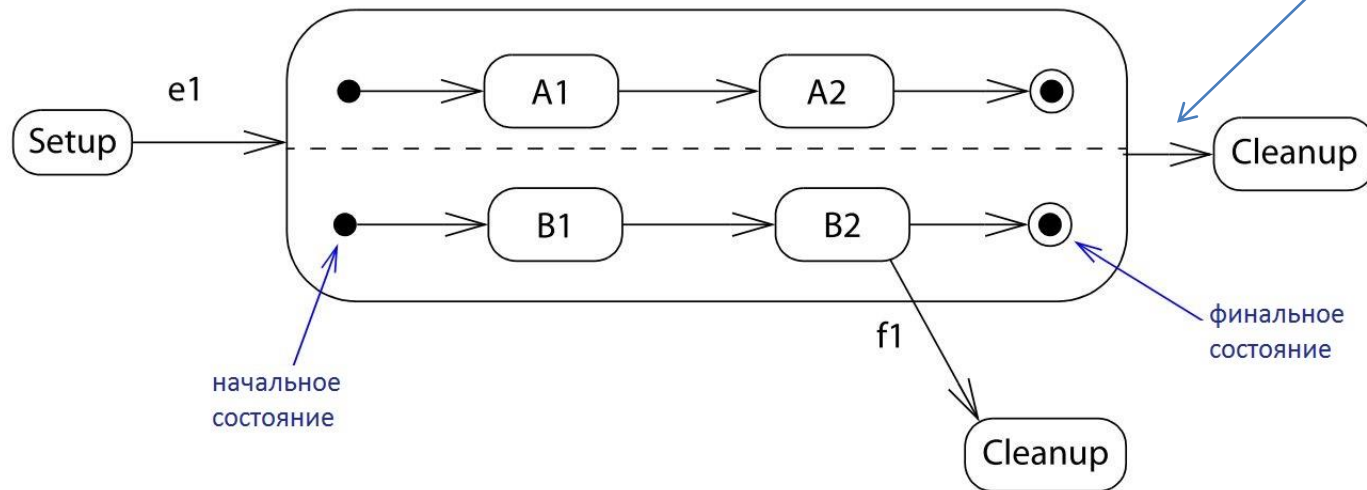 e1
Setup
A1
A2
Cleanup
B1
B2
f1
начальное
состояние
финальное
состояние
Cleanup